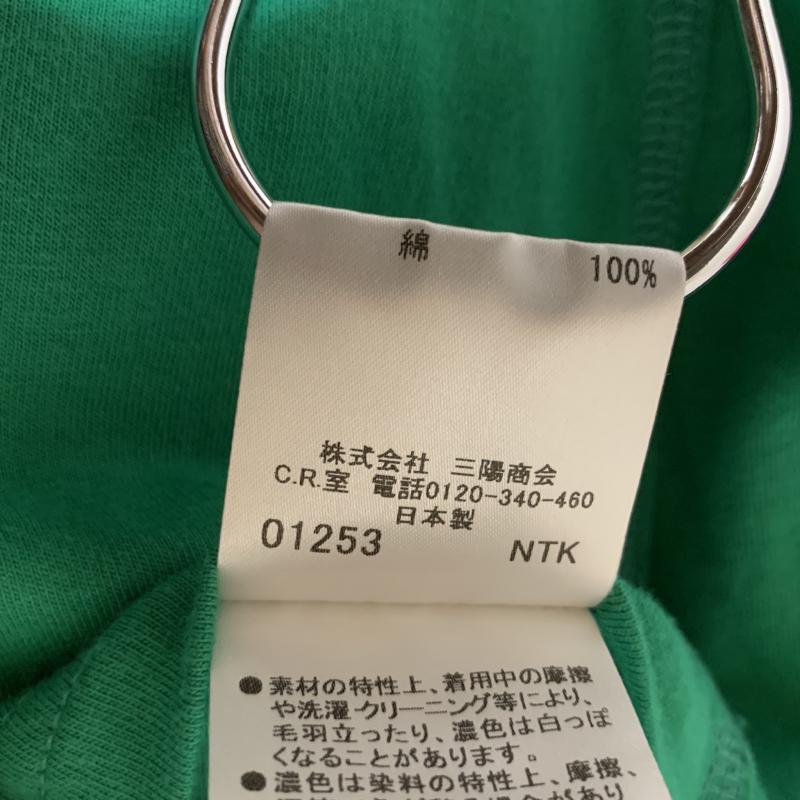 綿 100%
株式会社 三陽商会
C.R.室 電話0120-340-460
日本製
01253 NTK
●素材の特性上、着用中の摩擦
や洗濯・クリーニング等により、
毛羽立ったり、濃色は白っぽ
くなることがあります。
●濃色は染料の特性上、摩擦、